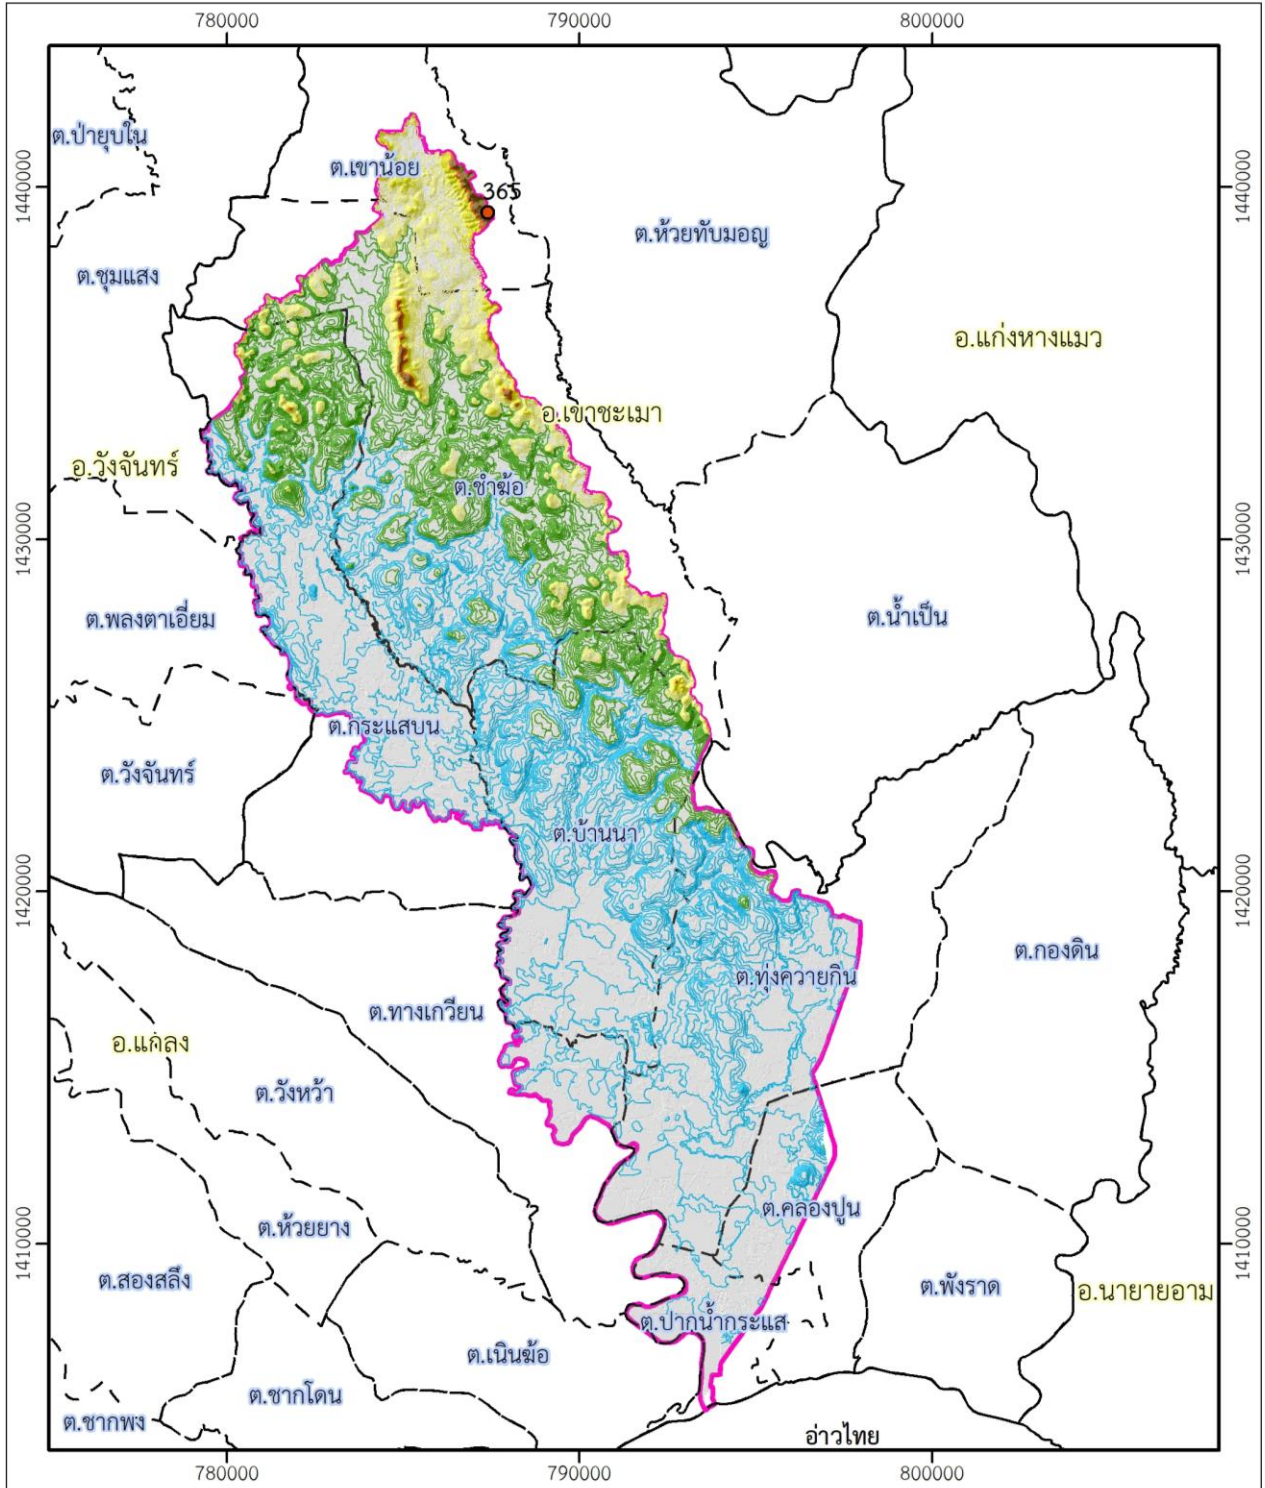 780000
790000
800000
ต.ป่ายุบใน
ต.เขาน้อย
1440000
1440000
365
ต.ห้วยทับมอญ
ต.ชุมแสง
อ.แก่งหางแมว
อ.เขาชะเมา
อ.วังจันทร์
ต.ชำฆ้อ
1430000
1430000
ต.พลงตาเอี่ยม
ต.น้ำเป็น
ต.กระแสบน
ต.วังจันทร์
ต.บ้านนา
1420000
1420000
ต.กองดิน
ต.ทุ่งควายกิน
ต.ทางเกวียน
อ.แกลง
ต.วังหว้า
ต.คลองปูน
ต.ห้วยยาง
1410000
1410000
ต.สองสลึง
ต.พังราด
อ.นายายอาม
ต.ปากน้ำกระแส
ต.เนินฆ้อ
ต.ชากโดน
ต.ชากพง
อ่าวไทย
780000
790000
800000